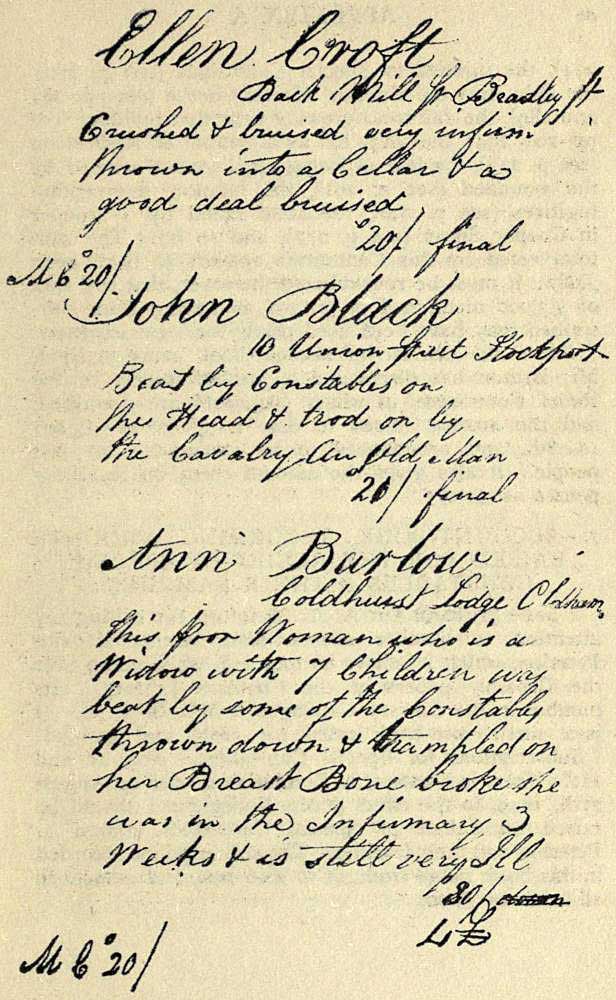 Ellen Croft
Back Mill St Beastley st
Crushed & bruised very infirm
thrown into a Cellar & a
good deal bruised
20/ final
M Co 20/
John Black
10 Union Street Stockport
Beat by Constables on
the Head & trod on by
the Cavalry An Old Man
20/ final
Ann Barlow
Coldhurst Lodge Oldham
This poor Woman who is a
Widow with 7 Children was
beat by some of the Constables
thrown down & trampled on
her Breast Bone broke she
was in the Infirmary 3
Weeks & is still very Ill
80/
4£
M Co 20/